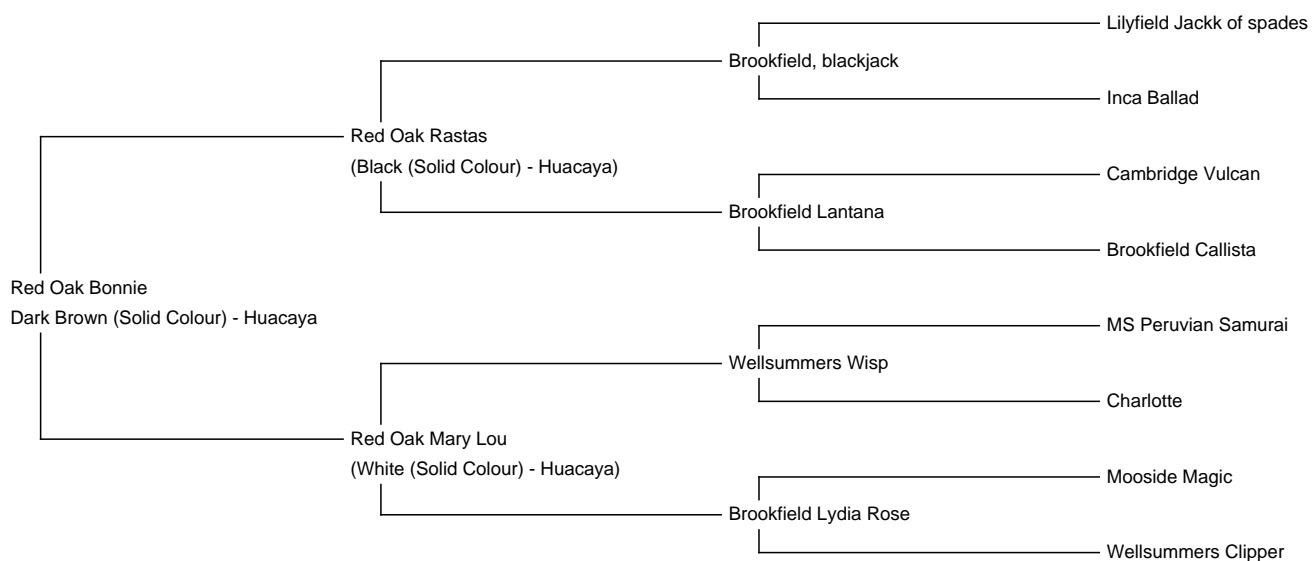 Lilyfield Jackk of spades
Brookfield, blackjack
Inca Ballad
Red Oak Rastas
(Black (Solid Colour) - Huacaya)
Cambridge Vulcan
Brookfield Lantana
Brookfield Callista
Red Oak Bonnie
Dark Brown (Solid Colour) - Huacaya
MS Peruvian Samurai
Wellsummers Wisp
Charlotte
Red Oak Mary Lou
(White (Solid Colour) - Huacaya)
Mooside Magic
Brookfield Lydia Rose
Wellsummers Clipper